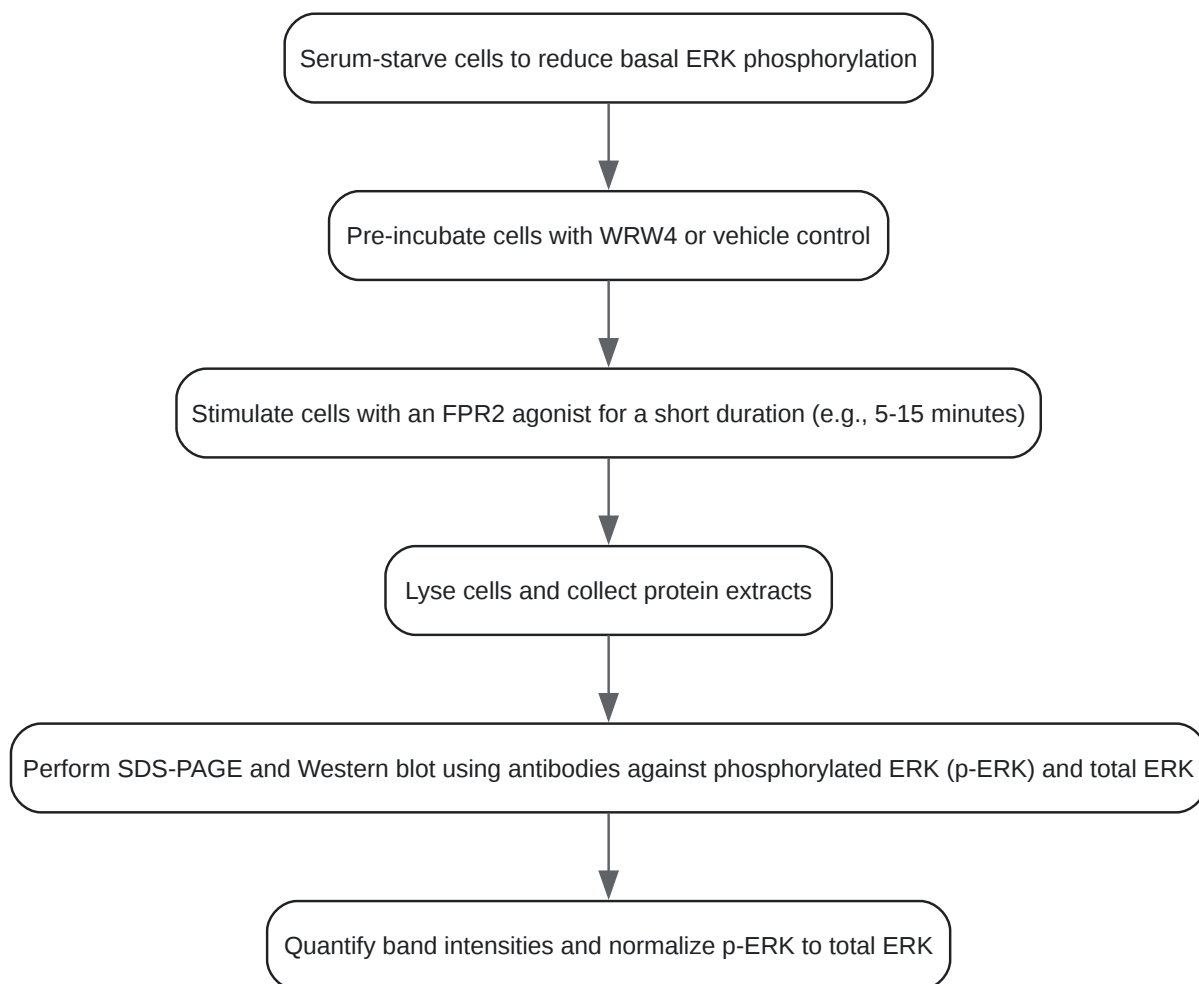 Serum-starve cells to reduce basal ERK phosphorylation
Pre-incubate cells with WRW4 or vehicle control
Stimulate cells with an FPR2 agonist for a short duration (e.g., 5-15 minutes)
Lyse cells and collect protein extracts
Perform SDS-PAGE and Western blot using antibodies against phosphorylated ERK (p-ERK) and total ERK
Quantify band intensities and normalize p-ERK to total ERK